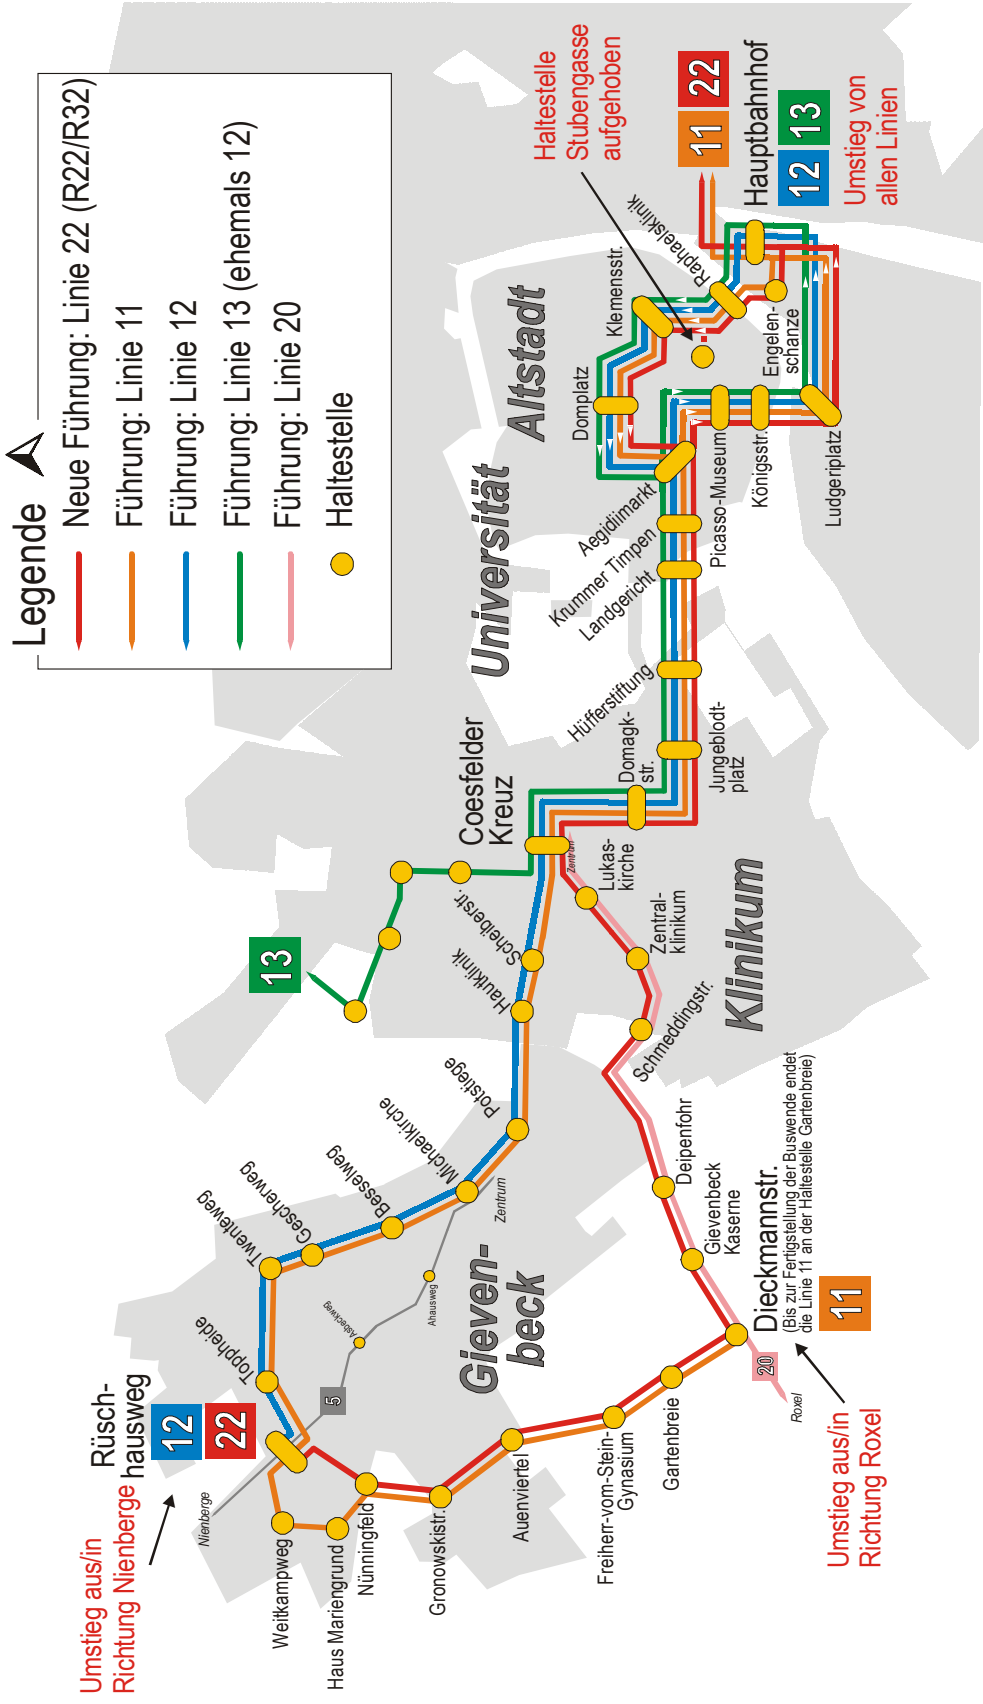 Legende
Neue Führung: Linie 22 (R22/R32)
Führung: Linie 11
Führung: Linie 12
Führung: Linie 13 (ehemals 12)
Führung: Linie 20
Haltestelle
Umstieg aus/in
Richtung Nienberge
Rüsch-
hausweg
12
22
Nienberge
Weitkampweg
Haus Mariengrund
Nünningfeld
Gronowskistr.
Auenviertel
Freiherr-vom-Stein-
Gynasium
Gartenbreie
Toppheide
Twenteweg
Gescherweg
Besselweg
Michaelkirche
Potstiege
Hautklinik
Scheiberstr.
5
Asbeckweg
Ahausweg
Zentrum
Gieven-
beck
13
Coesfelder
Kreuz
Zentrum
Lukas-
kirche
Zentral-
klinikum
Schmeddingstr.
Deipenfohr
Gievenbeck
Kaserne
Dieckmannstr.
(Bis zur Fertigstellung der Buswende endet
die Linie 11 an der Haltestelle Gartenbreie)
11
20
Roxel
Umstieg aus/in
Richtung Roxel
Klinikum
Domagk-
str.
Jungeblodt-
platz
Hüfferstiftung
Landgericht
Krummer Timpen
Aegidiimarkt
Universität
Altstadt
Domplatz
Klemensstr.
Raphaelsklinik
Picasso-Museum
Königsstr.
Ludgeriplatz
Engelen-
schanze
Haltestelle
Stubengasse
aufgehoben
11 22
Hauptbahnhof
12 13
Umstieg von
allen Linien